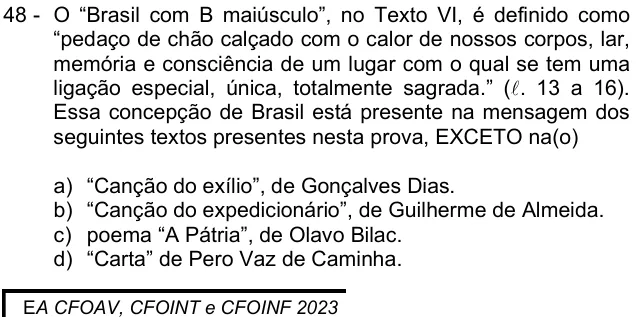 48 - O “Brasil com B maiúsculo”, no Texto VI, é definido como
“pedaço de chão calçado com o calor de nossos corpos, lar,
memória e consciência de um lugar com o qual se tem uma
ligação especial, única, totalmente sagrada.” (ℓ. 13 a 16).
Essa concepção de Brasil está presente na mensagem dos
seguintes textos presentes nesta prova, EXCETO na(o)
a) “Canção do exílio”, de Gonçalves Dias.
b) “Canção do expedicionário”, de Guilherme de Almeida.
c) poema “A Pátria”, de Olavo Bilac.
d) “Carta” de Pero Vaz de Caminha.
EA CFOAV, CFOINT e CFOINF 2023